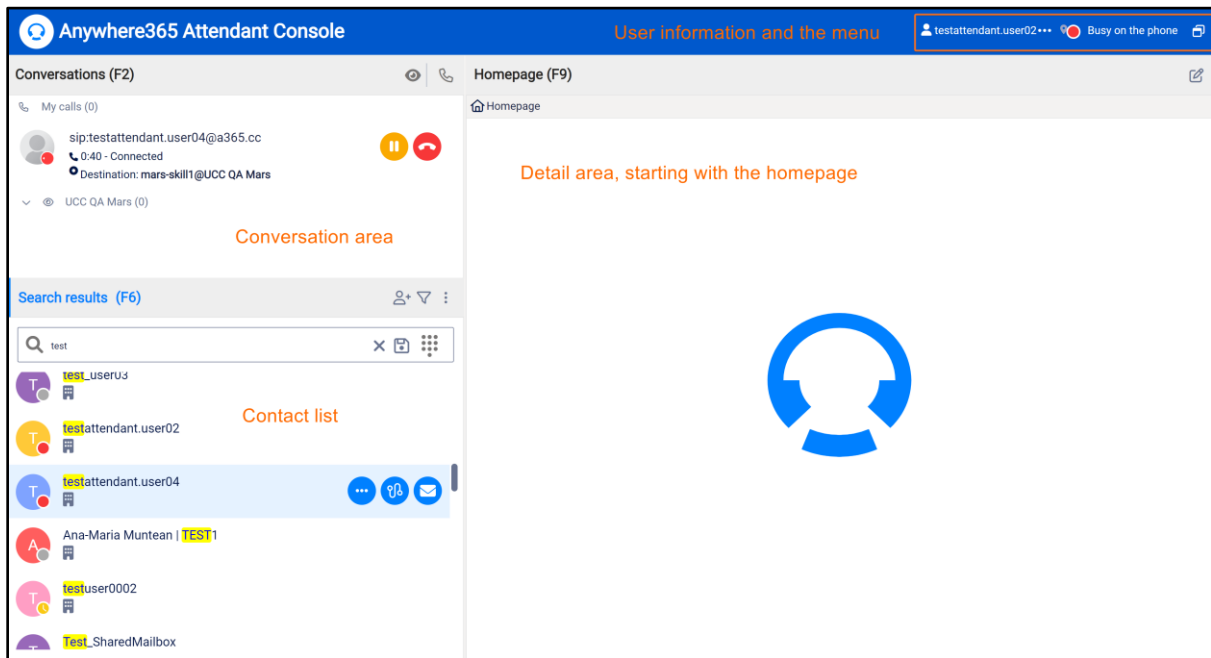 Anywhere365 Attendant Console
User information and the menu
testattendant.user02
Busy on the phone
Conversations (F2)
Homepage (F9)
My calls (0)
Homepage
sip:testattendant.user04@a365.cc
0:40 - Connected
Destination: mars-skill1@UCC QA Mars
UCC QA Mars (0)
Detail area, starting with the homepage
Conversation area
Search results (F6)
test
test_user03
Contact list
T
testattendant.user02
T
testattendant.user04
T
Ana-Maria Muntean | TEST1
A
testuser0002
T
Test_SharedMailbox
T